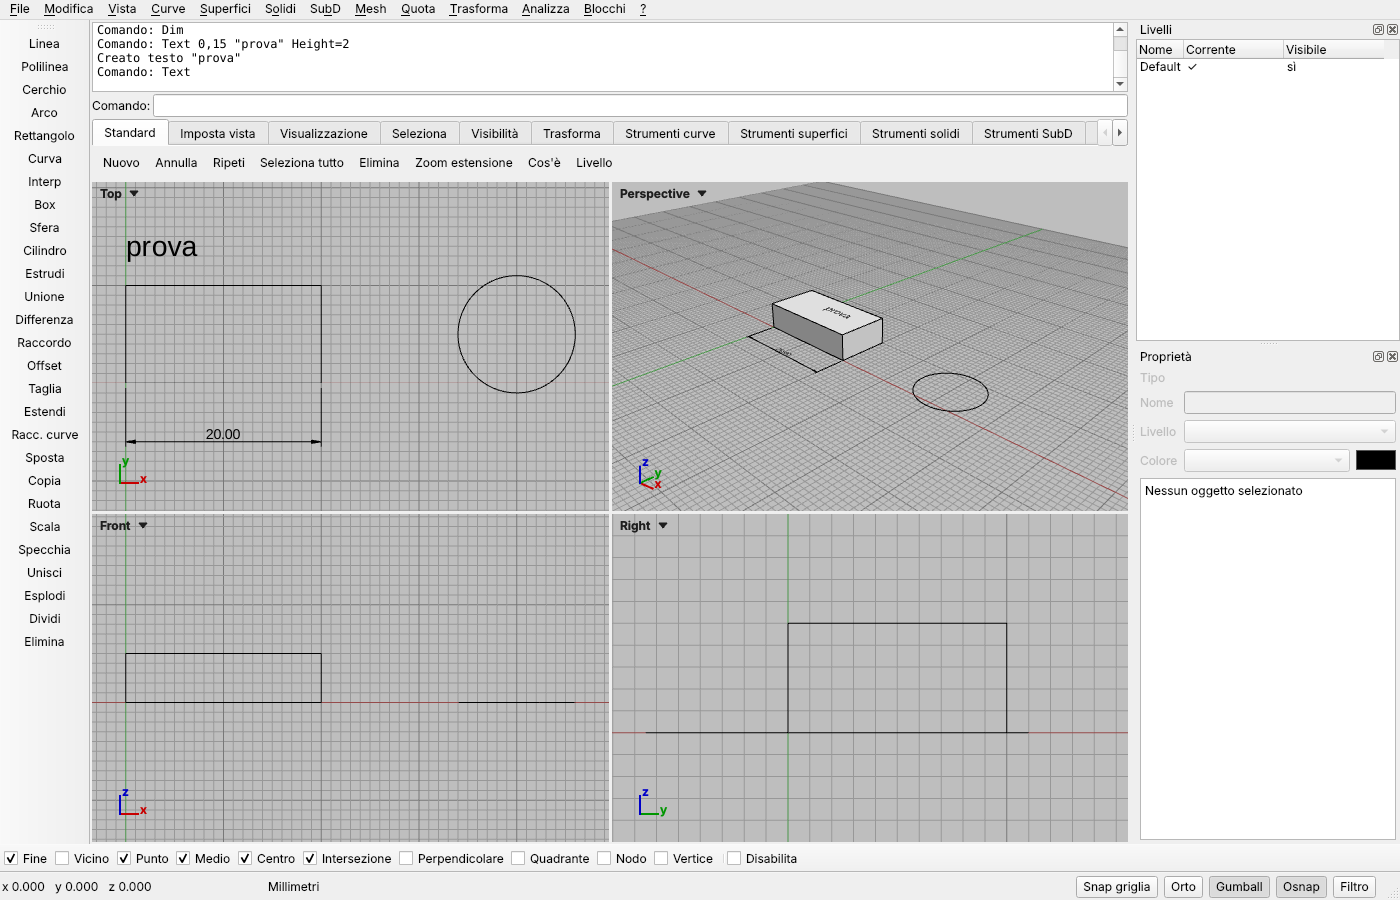 File Modifica Vista Curve Superfici Solidi SubD Mesh Quota Trasforma Analizza Blocchi ?
Linea
Polilinea
Cerchio
Arco
Rettangolo
Curva
Interp
Box
Sfera
Cilindro
Estrudi
Unione
Differenza
Raccordo
Offset
Taglia
Estendi
Racc. curve
Sposta
Copia
Ruota
Scala
Specchia
Unisci
Esplodi
Dividi
Elimina
Comando: Dim
Comando: Text 0,15 "prova" Height=2
Creato testo "prova"
Comando: Text
Comando:
Standard Imposta vista Visualizzazione Seleziona Visibilità Trasforma Strumenti curve Strumenti superfici Strumenti solidi Strumenti SubD
Nuovo Annulla Ripeti Seleziona tutto Elimina Zoom estensione Cos'è Livello
Top
prova
20.00
y
x
Perspective
prova
z
y
x
Front
z
x
Right
z
y
Livelli
Nome Corrente Visibile
Default ✓ sì
Proprietà
Tipo
Nome
Livello
Colore
Nessun oggetto selezionato
Fine Vicino Punto Medio Centro Intersezione Perpendicolare Quadrante Nodo Vertice Disabilita
x 0.000 y 0.000 z 0.000 Millimetri Snap griglia Orto Gumball Osnap Filtro